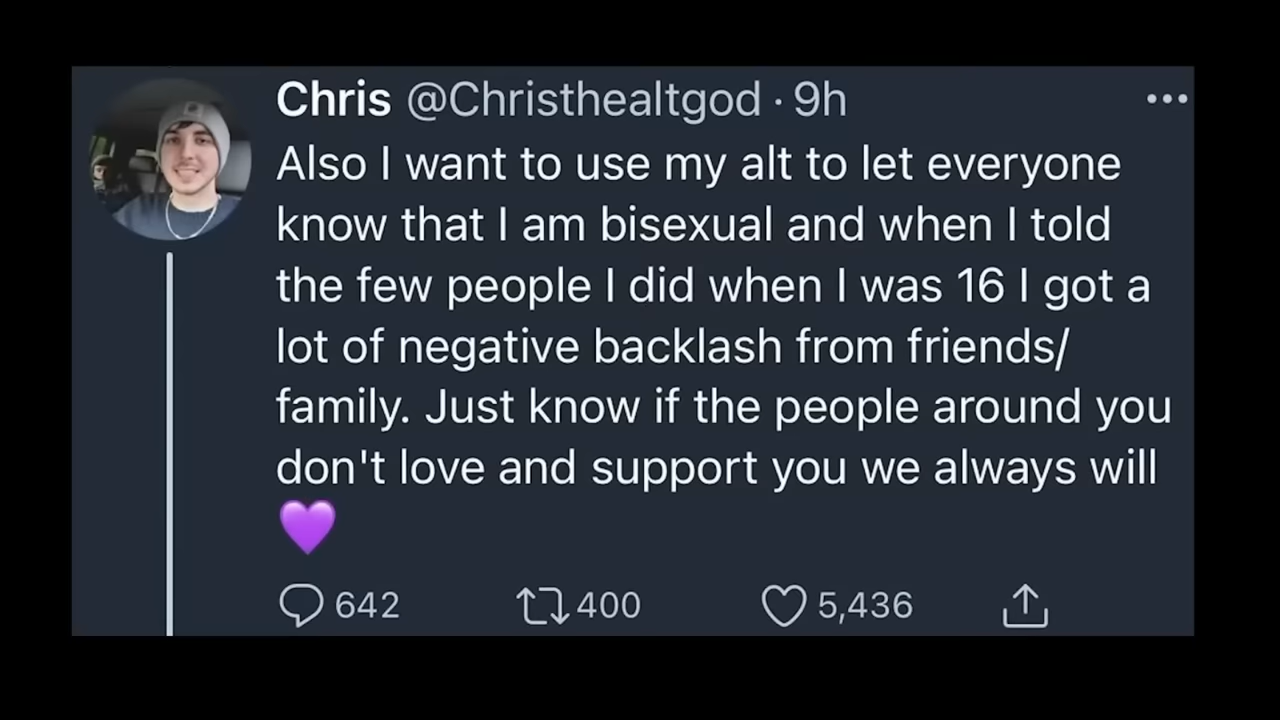 Chris @Christhealtgod · 9h
Also I want to use my alt to let everyone
know that I am bisexual and when I told
the few people I did when I was 16 I got a
lot of negative backlash from friends/
family. Just know if the people around you
don't love and support you we always will
💜
642 400 5,436